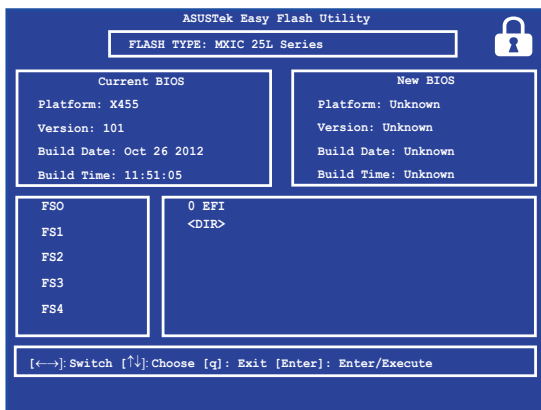 ASUSTek Easy Flash Utility
FLASH TYPE: MXIC 25L Series
Current BIOS
Platform: X455
Version: 101
Build Date: Oct 26 2012
Build Time: 11:51:05
New BIOS
Platform: Unknown
Version: Unknown
Build Date: Unknown
Build Time: Unknown
FSO
FS1
FS2
FS3
FS4
0 EFI
<DIR>
[←→]: Switch [↑↓]: Choose [q]: Exit [Enter]: Enter/Execute